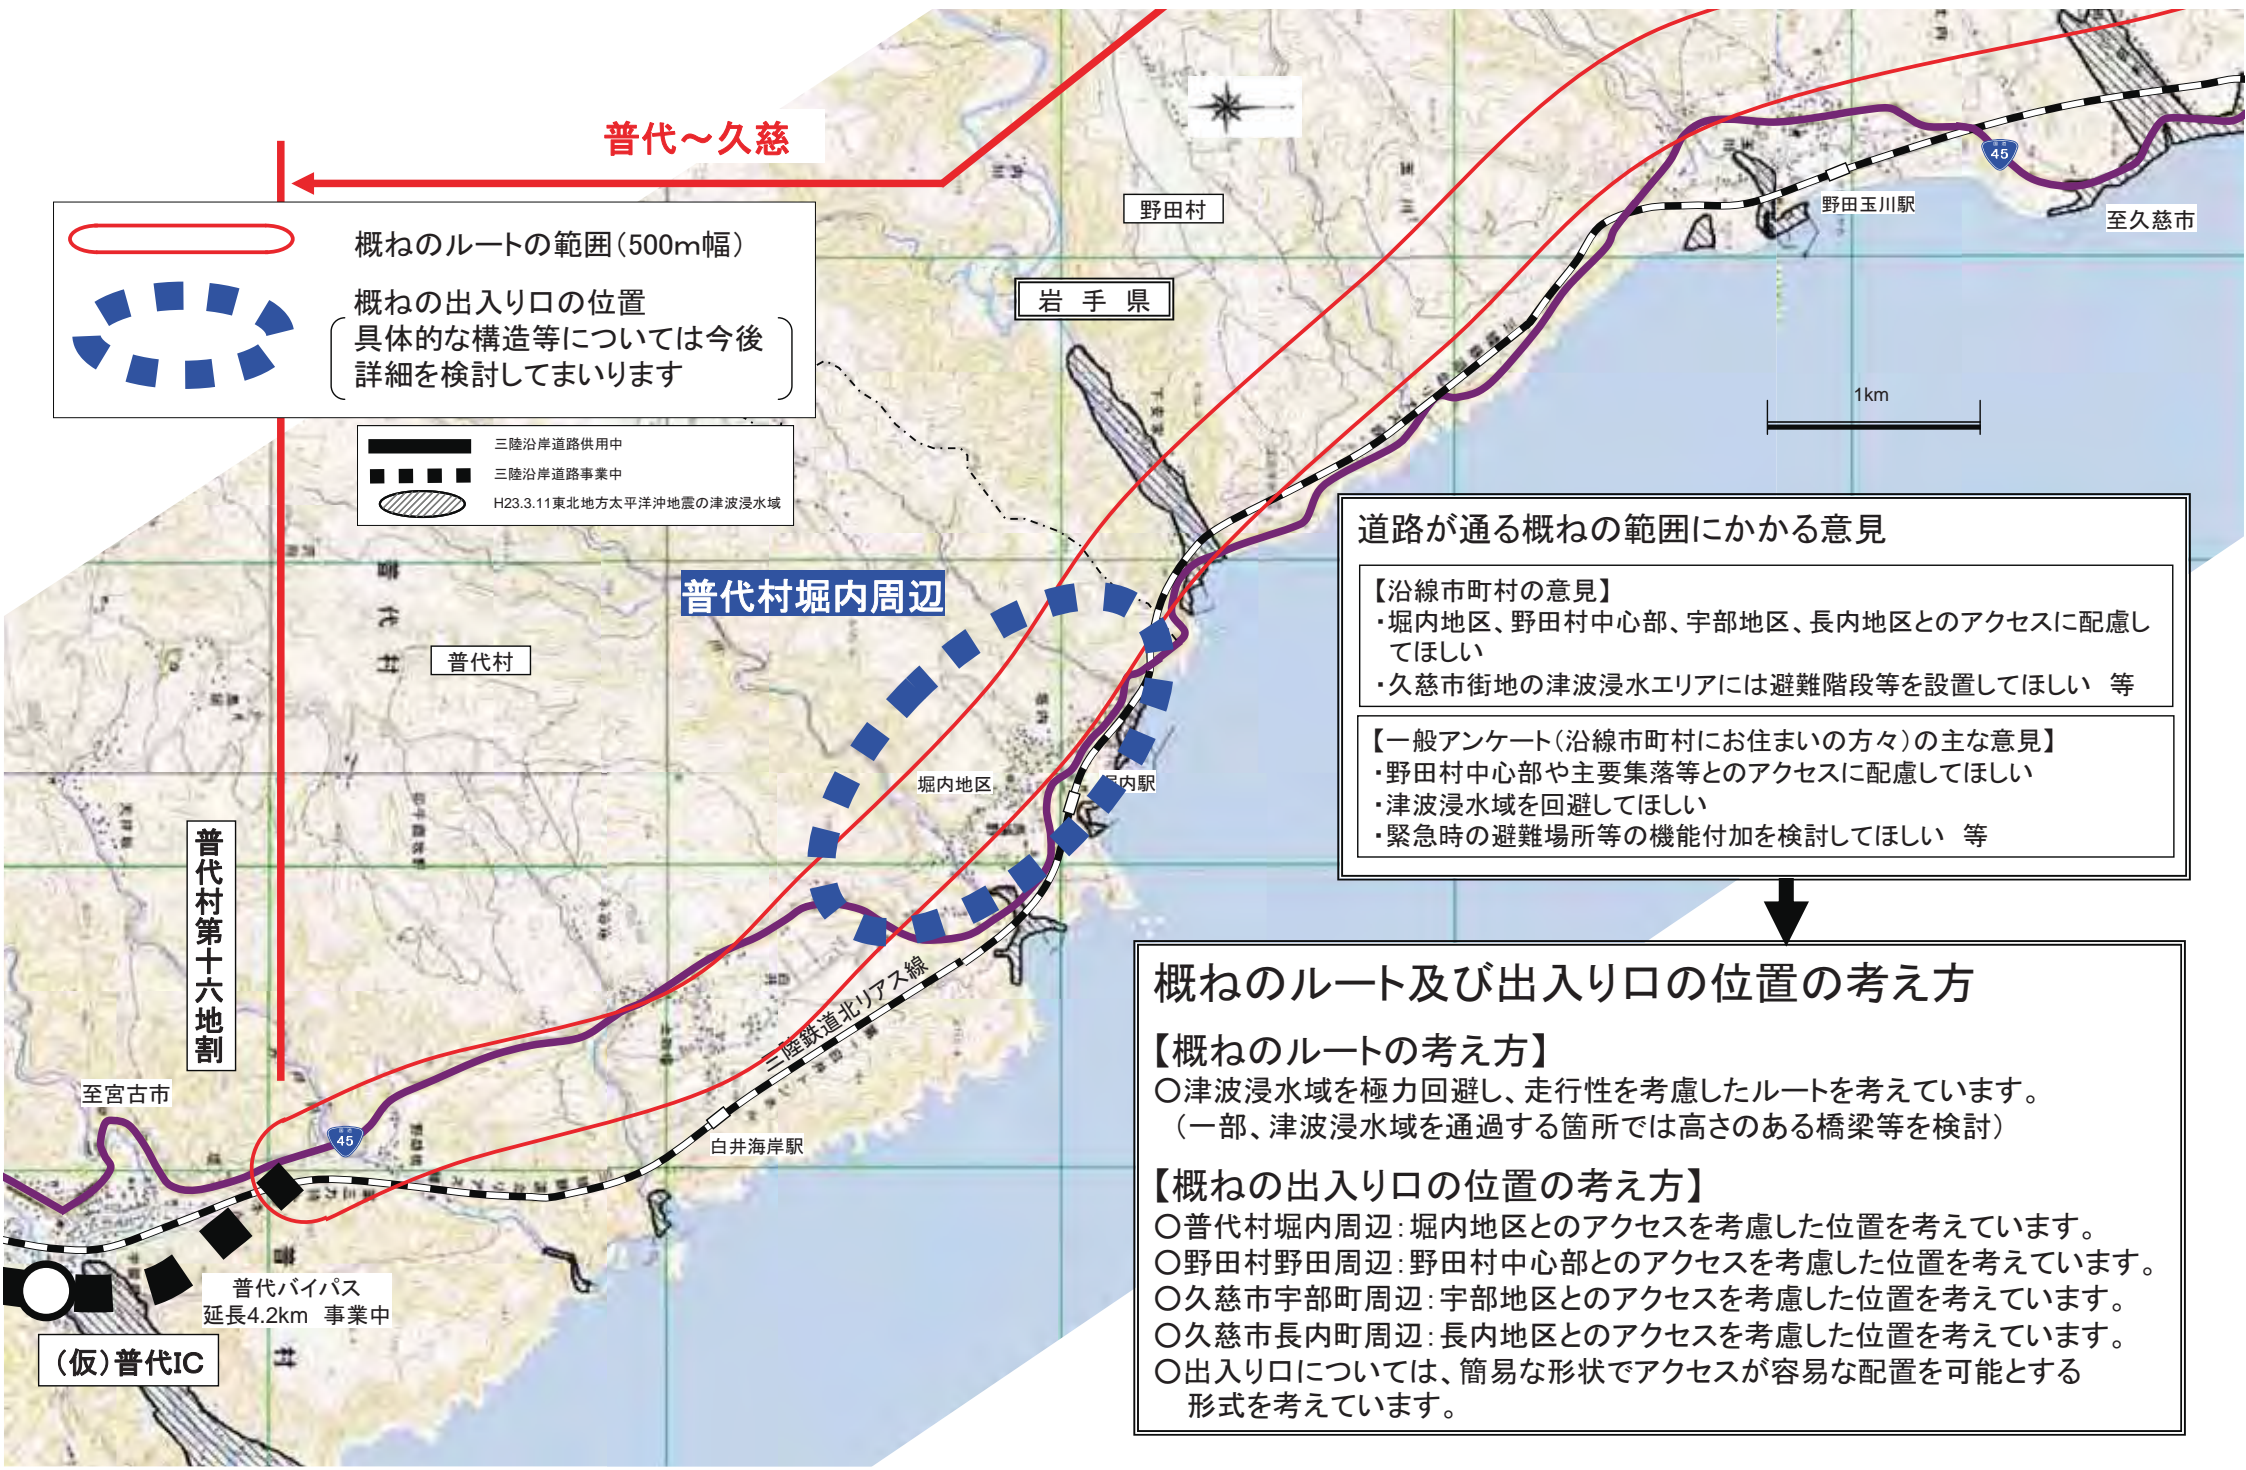 普代～久慈
概ねのルートの範囲(500m幅)
概ねの出入り口の位置
具体的な構造等については今後
詳細を検討してまいります
三陸沿岸道路供用中
三陸沿岸道路事業中
H23.3.11東北地方太平洋沖地震の津波浸水域
野田村
岩 手 県
野田玉川駅
45
至久慈市
1km
普代村堀内周辺
普代村
普
代
村
堀内地区
堀内駅
普代村第十六地割
至宮古市
45
三陸鉄道北リアス線
白井海岸駅
普代バイパス
延長4.2km 事業中
(仮)普代IC
普
村
道路が通る概ねの範囲にかかる意見
【沿線市町村の意見】
・堀内地区、野田村中心部、宇部地区、長内地区とのアクセスに配慮し
てほしい
・久慈市街地の津波浸水エリアには避難階段等を設置してほしい 等
【一般アンケート(沿線市町村にお住まいの方々)の主な意見】
・野田村中心部や主要集落等とのアクセスに配慮してほしい
・津波浸水域を回避してほしい
・緊急時の避難場所等の機能付加を検討してほしい 等
概ねのルート及び出入り口の位置の考え方
【概ねのルートの考え方】
○津波浸水域を極力回避し、走行性を考慮したルートを考えています。
(一部、津波浸水域を通過する箇所では高さのある橋梁等を検討)
【概ねの出入り口の位置の考え方】
○普代村堀内周辺:堀内地区とのアクセスを考慮した位置を考えています。
○野田村野田周辺:野田村中心部とのアクセスを考慮した位置を考えています。
○久慈市宇部町周辺:宇部地区とのアクセスを考慮した位置を考えています。
○久慈市長内町周辺:長内地区とのアクセスを考慮した位置を考えています。
○出入り口については、簡易な形状でアクセスが容易な配置を可能とする
形式を考えています。